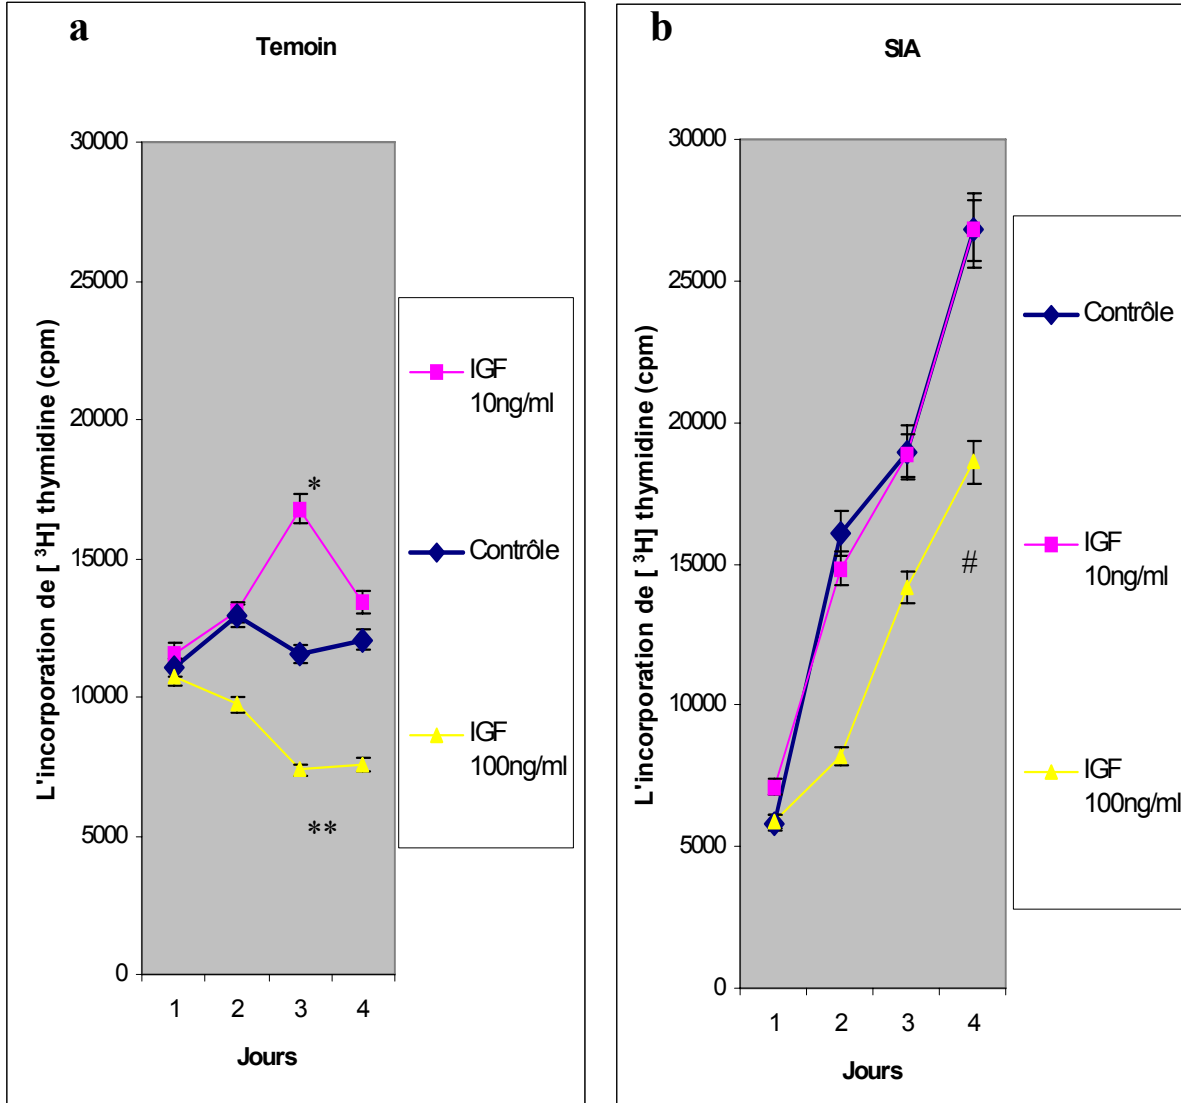 a
Temoin
L'incorporation de [ ³H] thymidine (cpm)
30000
25000
20000
15000
10000
5000
0
*
**
1 2 3 4
Jours
IGF
10ng/ml
Contrôle
IGF
100ng/ml
b
SIA
L'incorporation de [ ³H] thymidine (cpm)
30000
25000
20000
15000
10000
5000
0
#
1 2 3 4
Jours
Contrôle
IGF
10ng/ml
IGF
100ng/ml